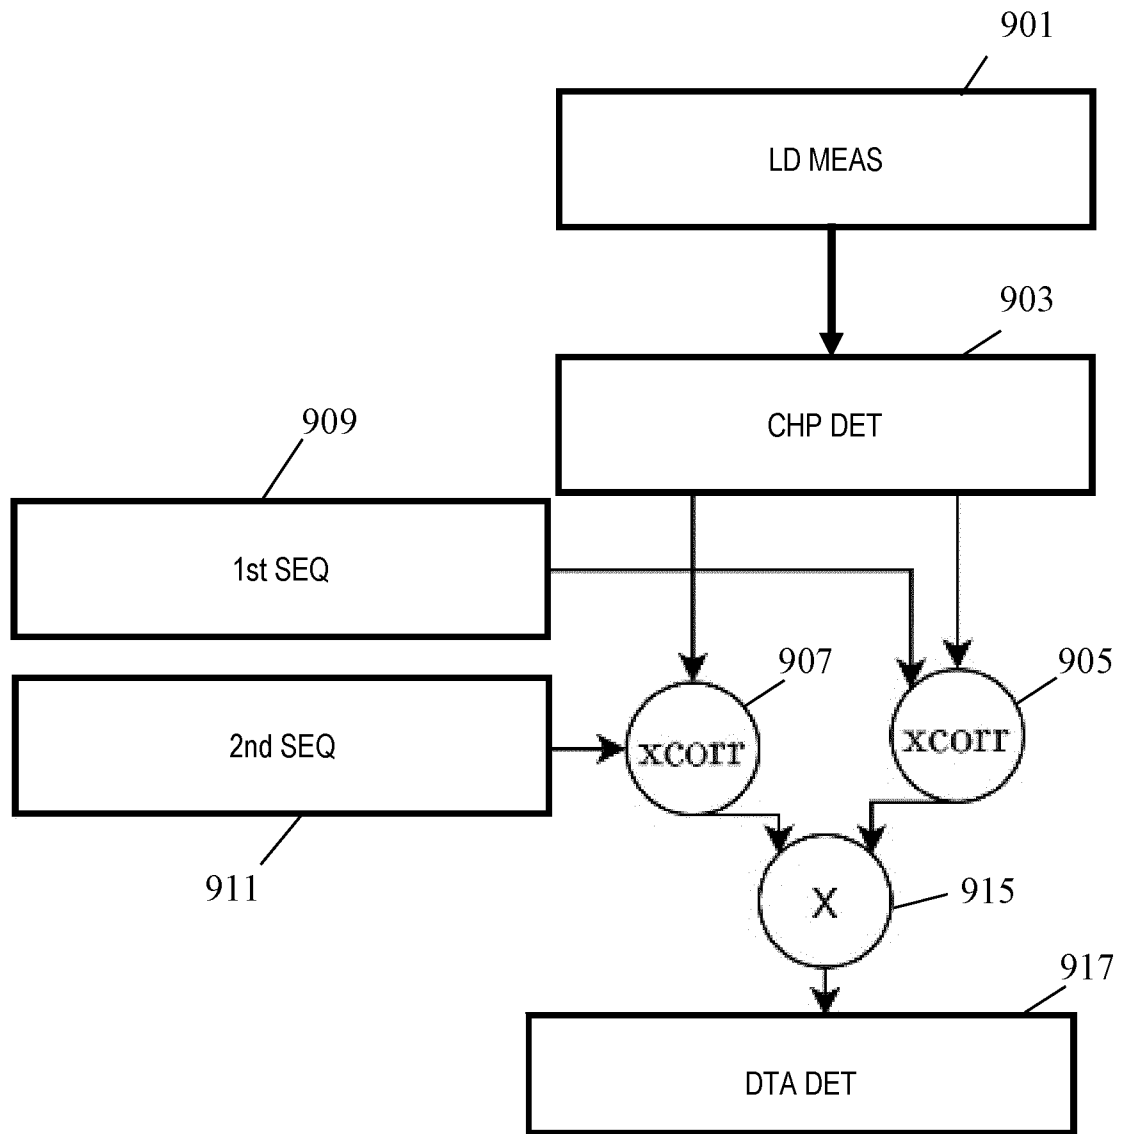 901
LD MEAS
903
CHP DET
909
1st SEQ
907
905
xcorr
xcorr
2nd SEQ
911
915
X
917
DTA DET